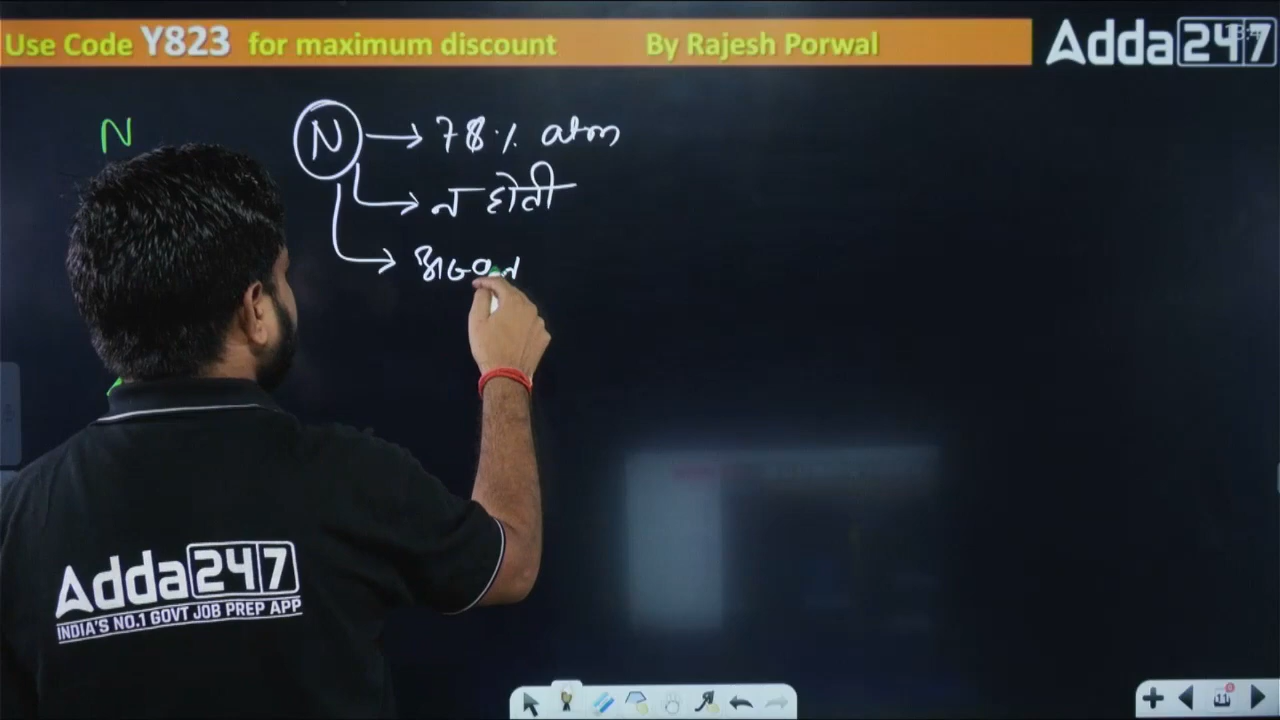 Use Code Y823 for maximum discount By Rajesh Porwal
Adda247
N
N → 78% atm
→ न होती
Adda247
INDIA'S NO.1 GOVT JOB PREP APP
11